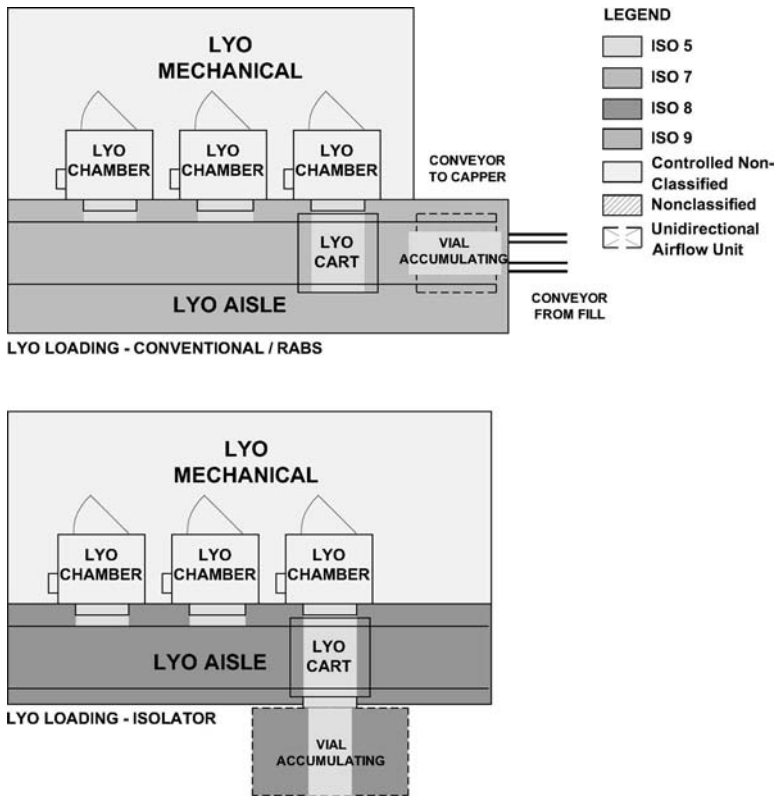 LYO
MECHANICAL
LYO
CHAMBER
LYO
CHAMBER
LYO
CHAMBER
CONVEYOR
TO CAPPER
LYO
CART
VIAL
ACCUMULATING
LYO AISLE
CONVEYOR
FROM FILL
LYO LOADING - CONVENTIONAL / RABS
LEGEND
ISO 5
ISO 7
ISO 8
ISO 9
Controlled Non-
Classified
Nonclassified
Unidirectional
Airflow Unit
LYO
MECHANICAL
LYO
CHAMBER
LYO
CHAMBER
LYO
CHAMBER
LYO AISLE
LYO
CART
LYO LOADING - ISOLATOR
VIAL
ACCUMULATING